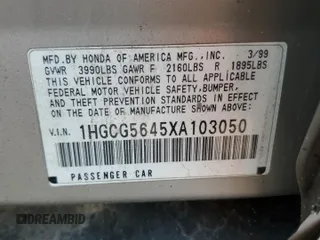 MFD.BY HONDA OF AMERICA MFG.,INC. 3/99
GVWR 3990LBS GAWR F 2160LBS R 1895LBS
THIS VEHICLE CONFORMS TO ALL APPLICABLE
FEDERAL MOTOR VEHICLE SAFETY,BUMPER,
AND THEFT PREVENTION STANDARDS IN EFFECT
ON THE DATE OF MANUFACTURE SHOWN ABOVE.
V.I.N. 1HGCG5645XA103050
PASSENGER CAR
DREAMBID